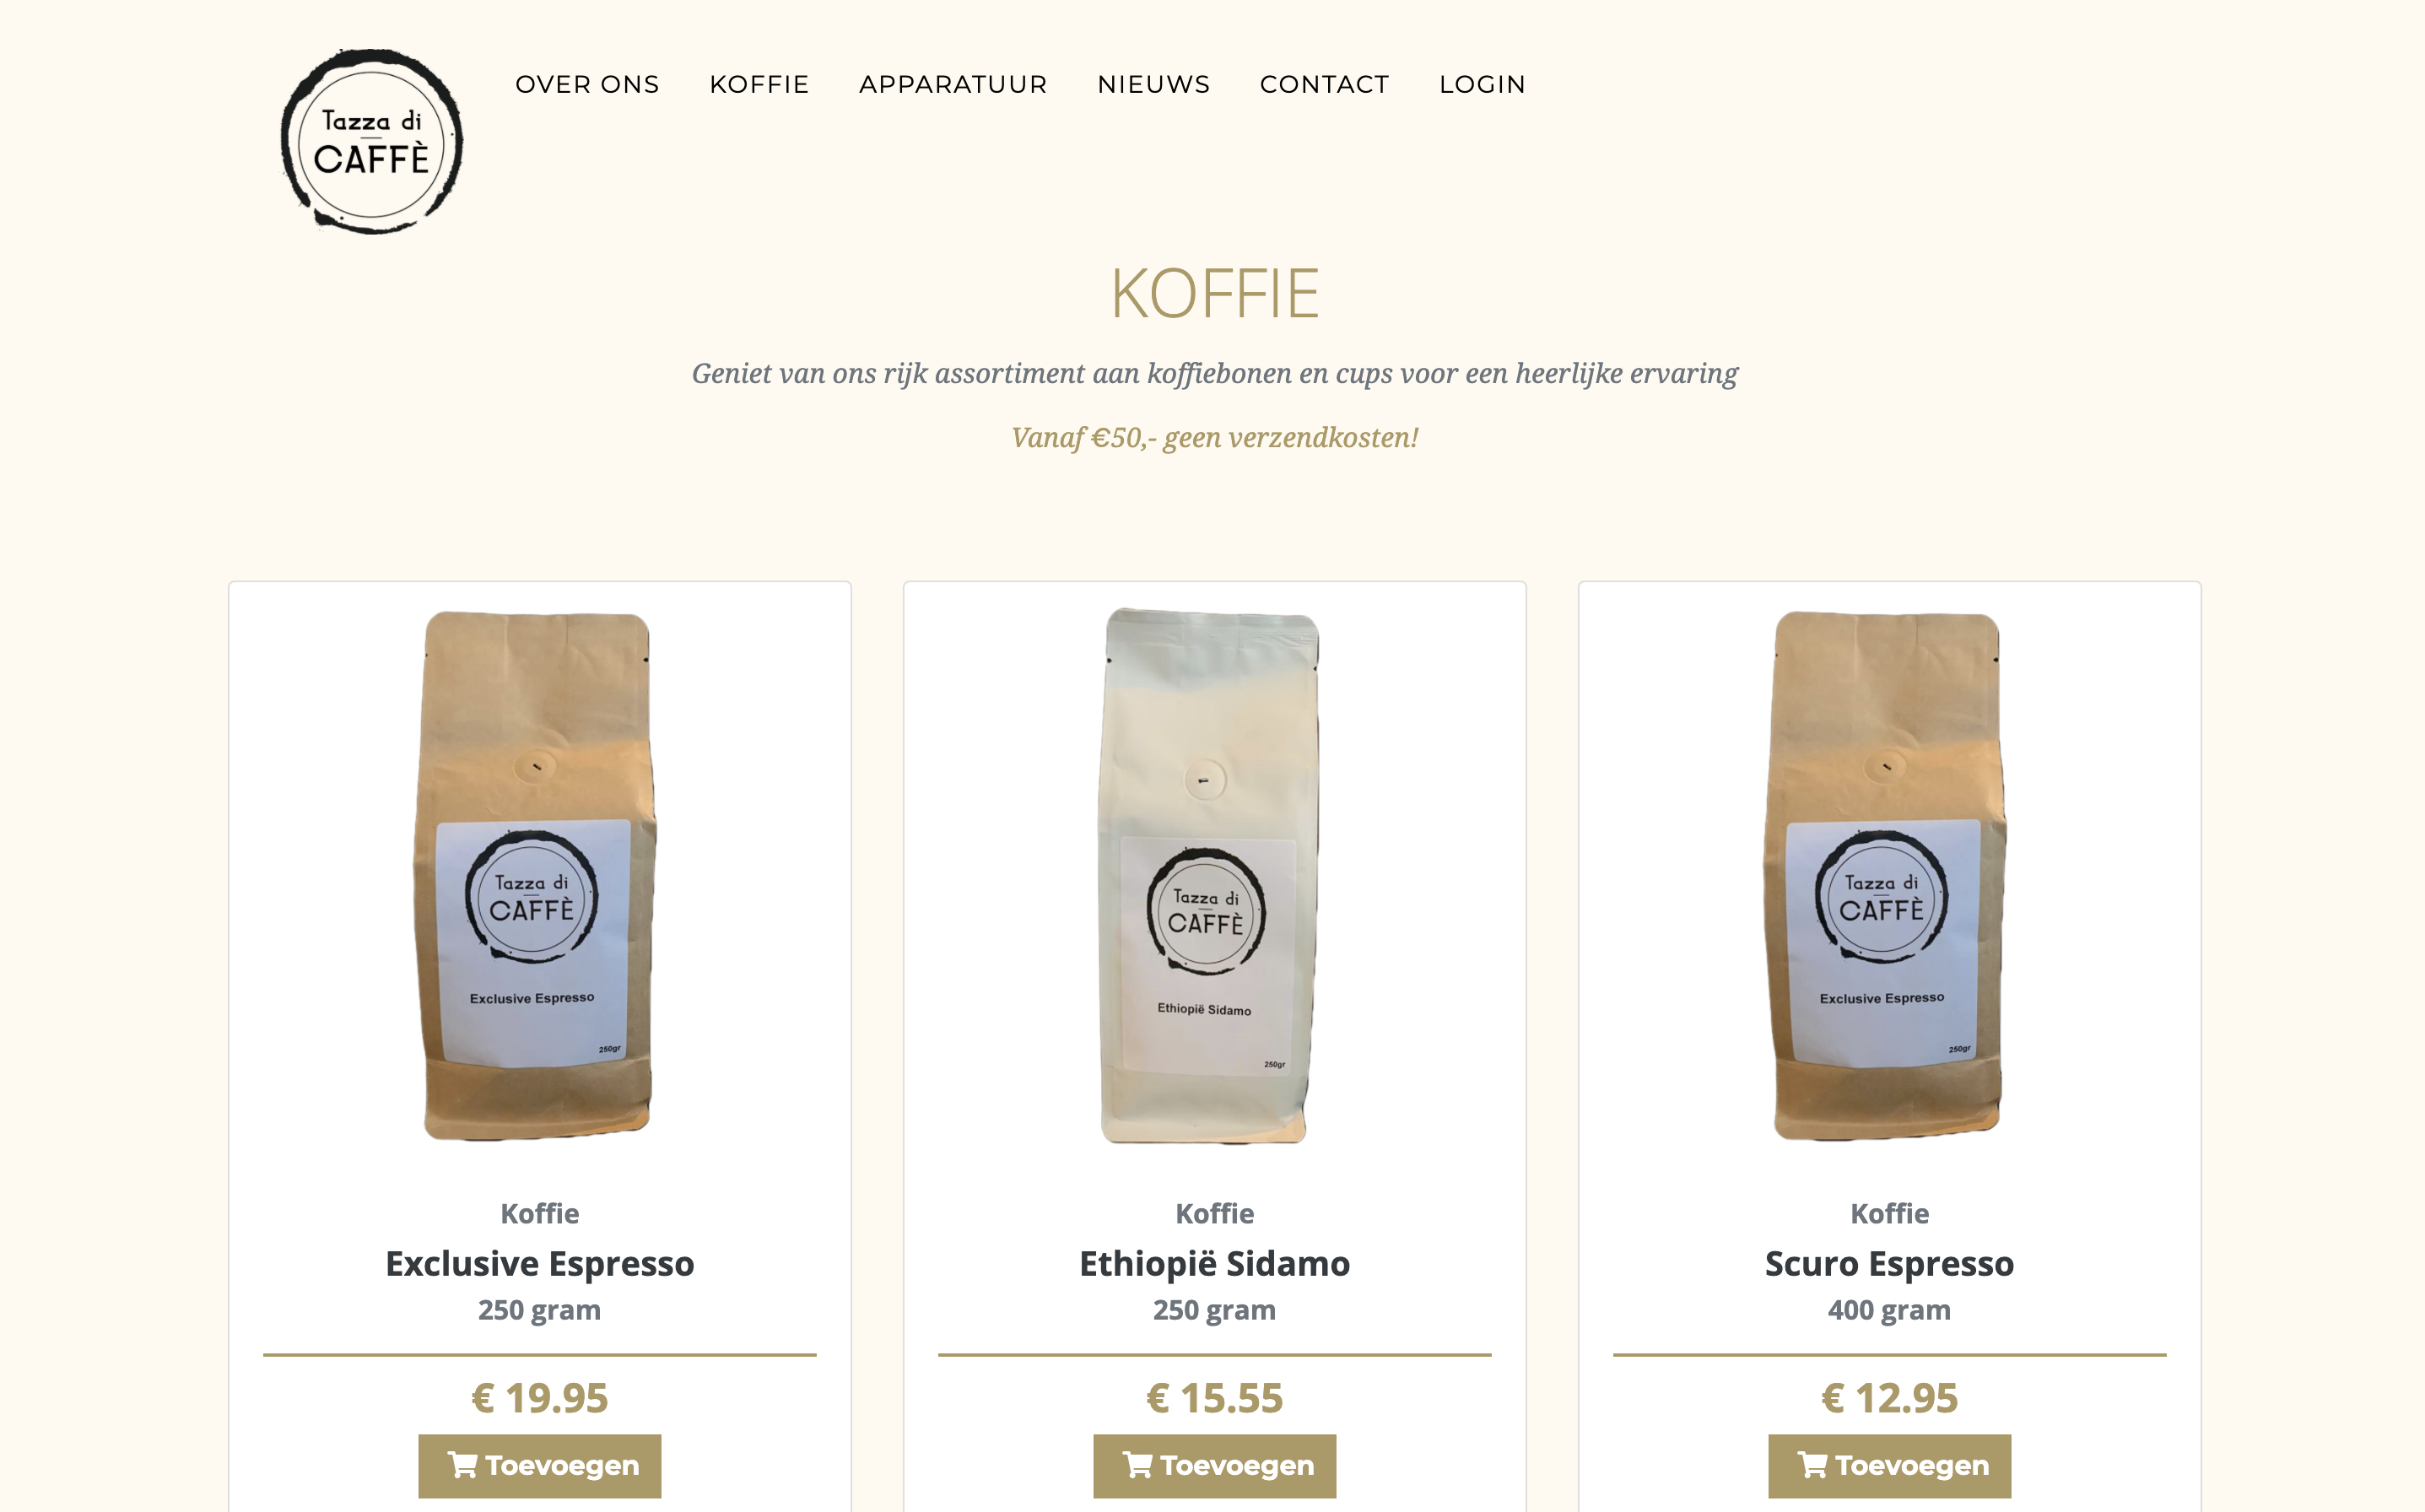 Tazza di
CAFFÈ
OVER ONS KOFFIE APPARATUUR NIEUWS CONTACT LOGIN
KOFFIE
Geniet van ons rijk assortiment aan koffiebonen en cups voor een heerlijke ervaring
Vanaf €50,- geen verzendkosten!
Tazza di
CAFFÈ
Exclusive Espresso
250gr
Koffie
Exclusive Espresso
250 gram
€ 19.95
Toevoegen
Tazza di
CAFFÈ
Ethiopië Sidamo
250gr
Koffie
Ethiopië Sidamo
250 gram
€ 15.55
Toevoegen
Tazza di
CAFFÈ
Exclusive Espresso
250gr
Koffie
Scuro Espresso
400 gram
€ 12.95
Toevoegen